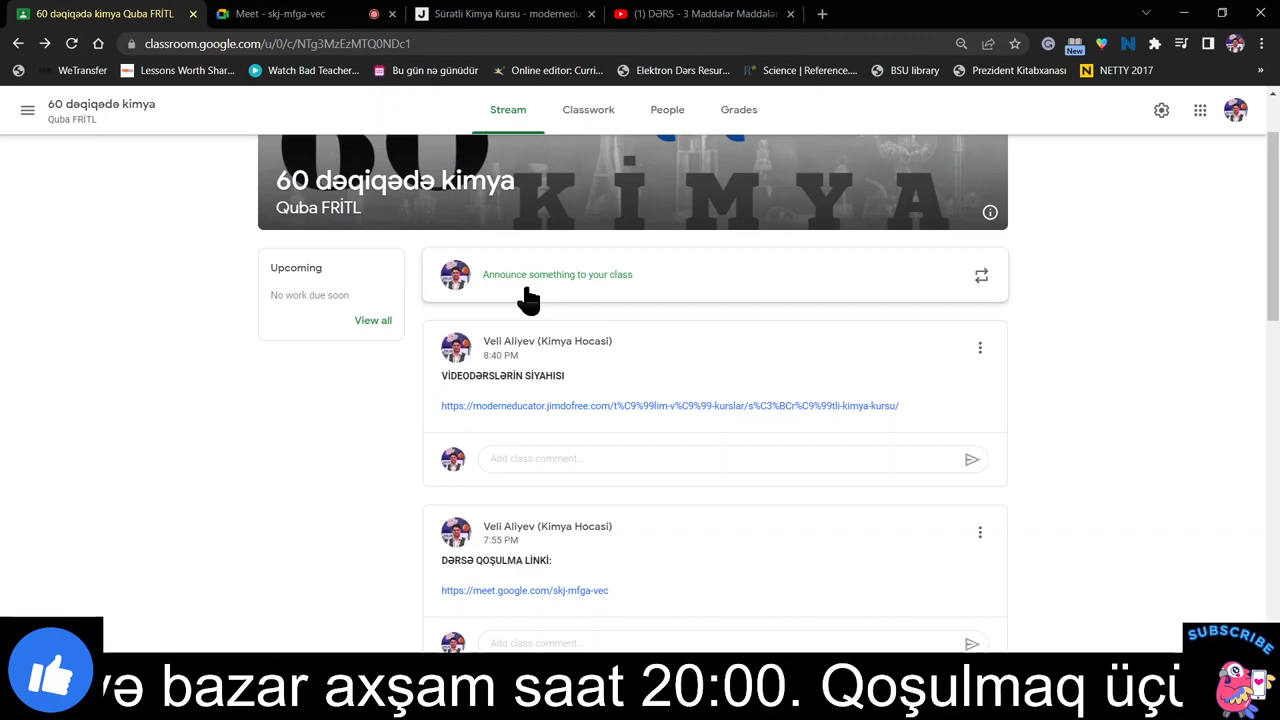 60 dəqiqədə kimya Quba FRİTL
Meet - skj-mfga-vec
Sürətli Kimya Kursu - moderneduc
(1) DƏRS - 3 Maddələr Maddələr
classroom.google.com/u/0/c/NTg3MzEzMTQ0NDc1
New
WeTransfer
Lessons Worth Shar...
Watch Bad Teacher...
Bu gün nə günüdür
Online editor: Curri...
Elektron Dərs Resur...
Science | Reference....
BSU library
Prezident Kitabxanası
NETTY 2017
60 dəqiqədə kimya
Quba FRİTL
Stream
Classwork
People
Grades
60
KİMYA
60 dəqiqədə kimya
Quba FRİTL
Upcoming
No work due soon
View all
Announce something to your class
Veli Aliyev (Kimya Hocasi)
8:40 PM
VİDEODƏRSLƏRİN SİYAHISI
https://moderneducator.jimdofree.com/t%C9%99lim-v%C9%99-kurslar/s%C3%BCr%C9%99tli-kimya-kursu/
Add class comment...
Veli Aliyev (Kimya Hocasi)
7:55 PM
DƏRSƏ QOŞULMA LİNKİ:
https://meet.google.com/skj-mfga-vec
Add class comment...
və bazar axşam saat 20:00. Qoşulmaq üçü
SUBSCRIBE